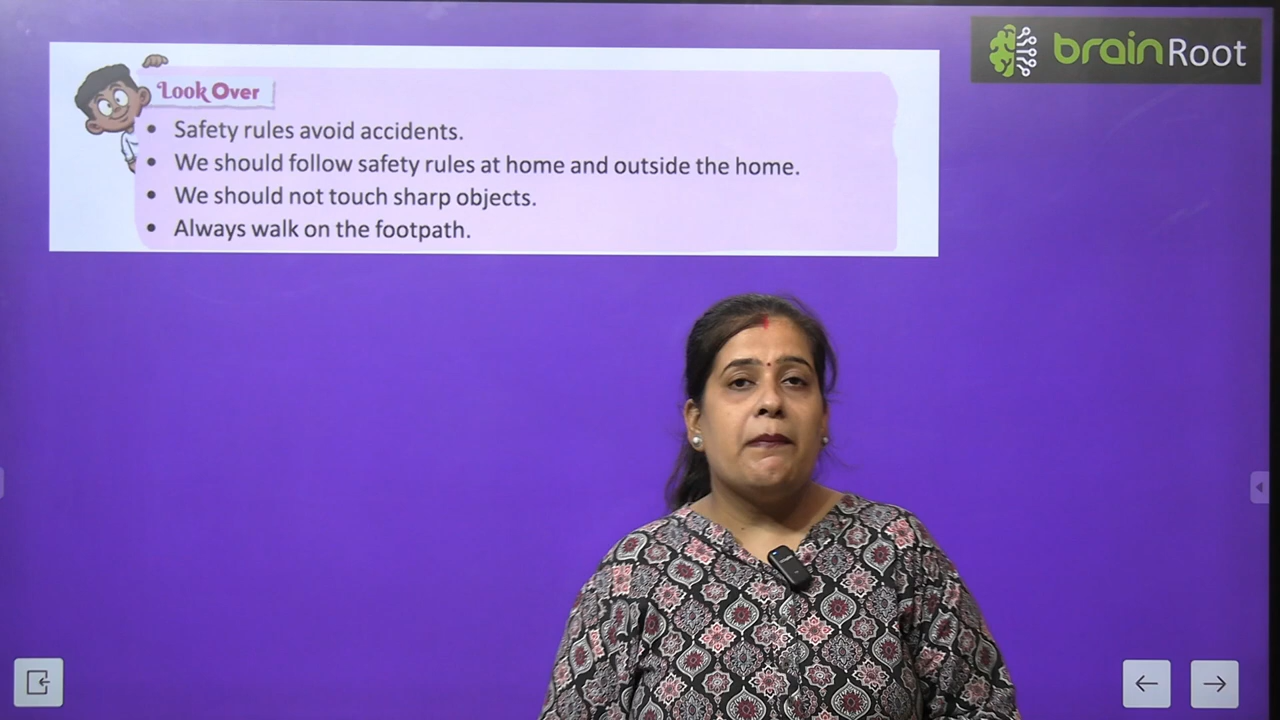 brainRoot
Look Over
• Safety rules avoid accidents.
• We should follow safety rules at home and outside the home.
• We should not touch sharp objects.
• Always walk on the footpath.